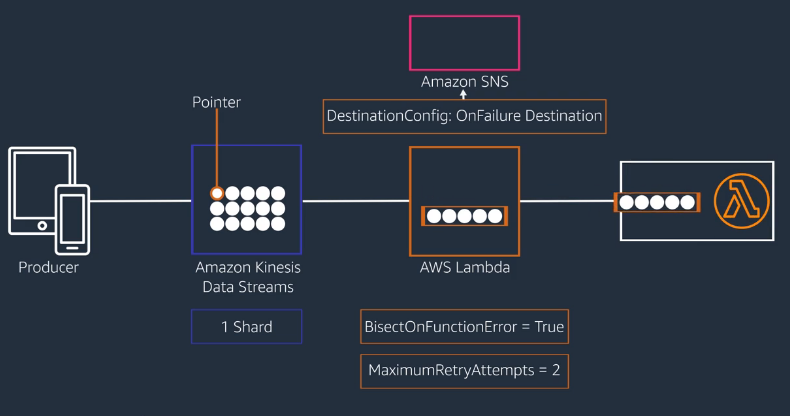 Amazon SNS
Pointer
DestinationConfig: OnFailure Destination
Producer
Amazon Kinesis
Data Streams
AWS Lambda
1 Shard
BisectOnFunctionError = True
MaximumRetryAttempts = 2